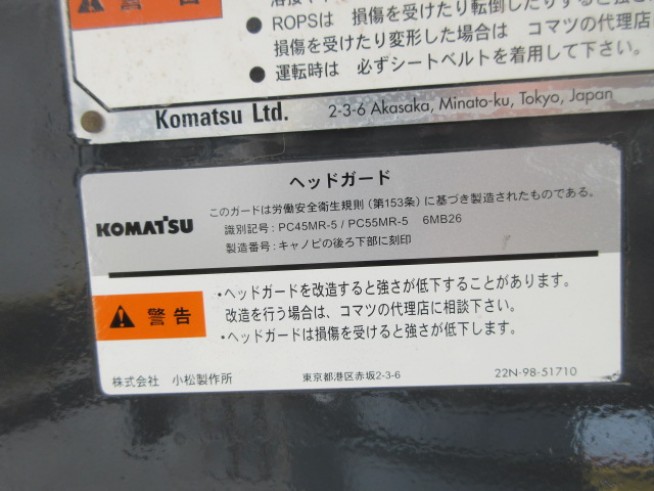 警告
ROPSは 損傷を受けたり転倒したりすると強
損傷を受けたり変形した場合は コマツの代理店
● 運転時は 必ずシートベルトを着用して下さい。
Komatsu Ltd. 2-3-6 Akasaka, Minato-ku, Tokyo, Japan
ヘッドガード
KOMATSU
このガードは労働安全衛生規則(第153条)に基づき製造されたものである。
識別記号:PC45MR-5 / PC55MR-5 6MB26
製造番号:キャノピの後ろ下部に刻印
警告
・ヘッドガードを改造すると強さが低下することがあります。
改造を行う場合は、コマツの代理店に相談下さい。
・ヘッドガードは損傷を受けると強さが低下します。
株式会社 小松製作所 東京都港区赤坂2-3-6 22N-98-51710